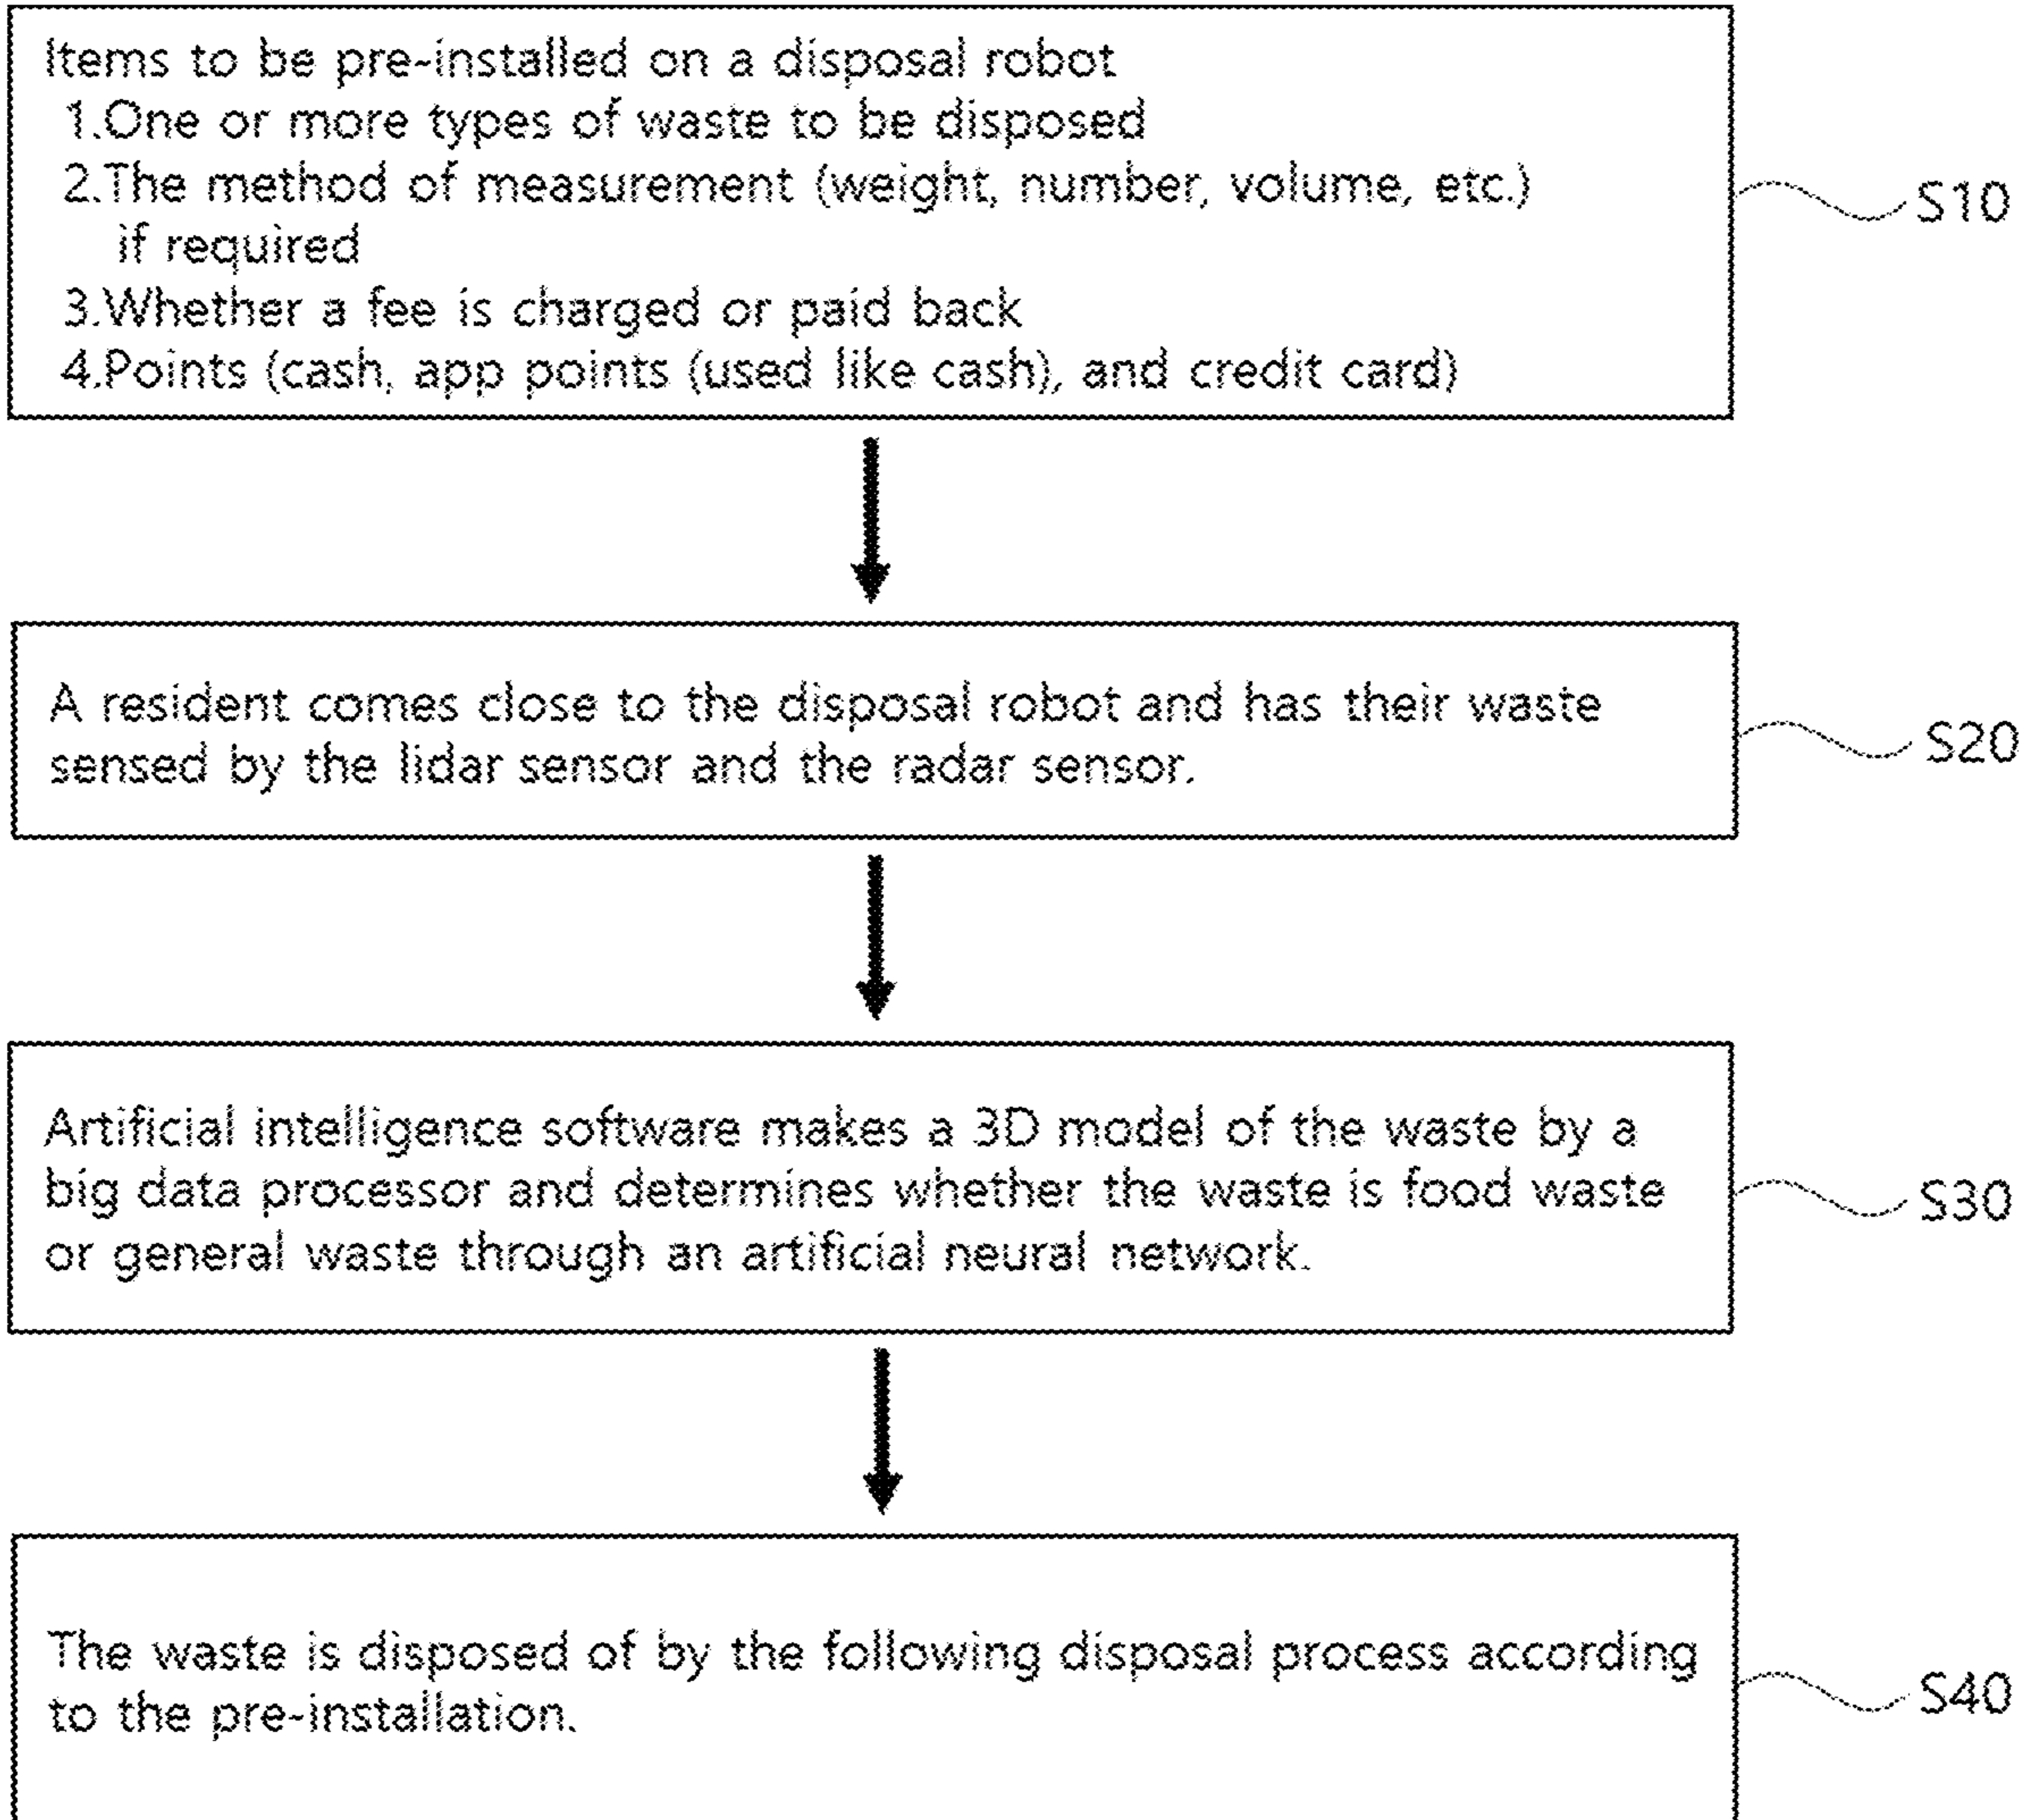 Items to be pre-installed on a disposal robot
1.One or more types of waste to be disposed
2.The method of measurement (weight, number, volume, etc.)
if required
3.Whether a fee is charged or paid back
4.Points (cash, app points (used like cash), and credit card)
S10
A resident comes close to the disposal robot and has their waste
sensed by the lidar sensor and the radar sensor.
S20
Artificial intelligence software makes a 3D model of the waste by a
big data processor and determines whether the waste is food waste
or general waste through an artificial neural network.
S30
The waste is disposed of by the following disposal process according
to the pre-installation.
S40